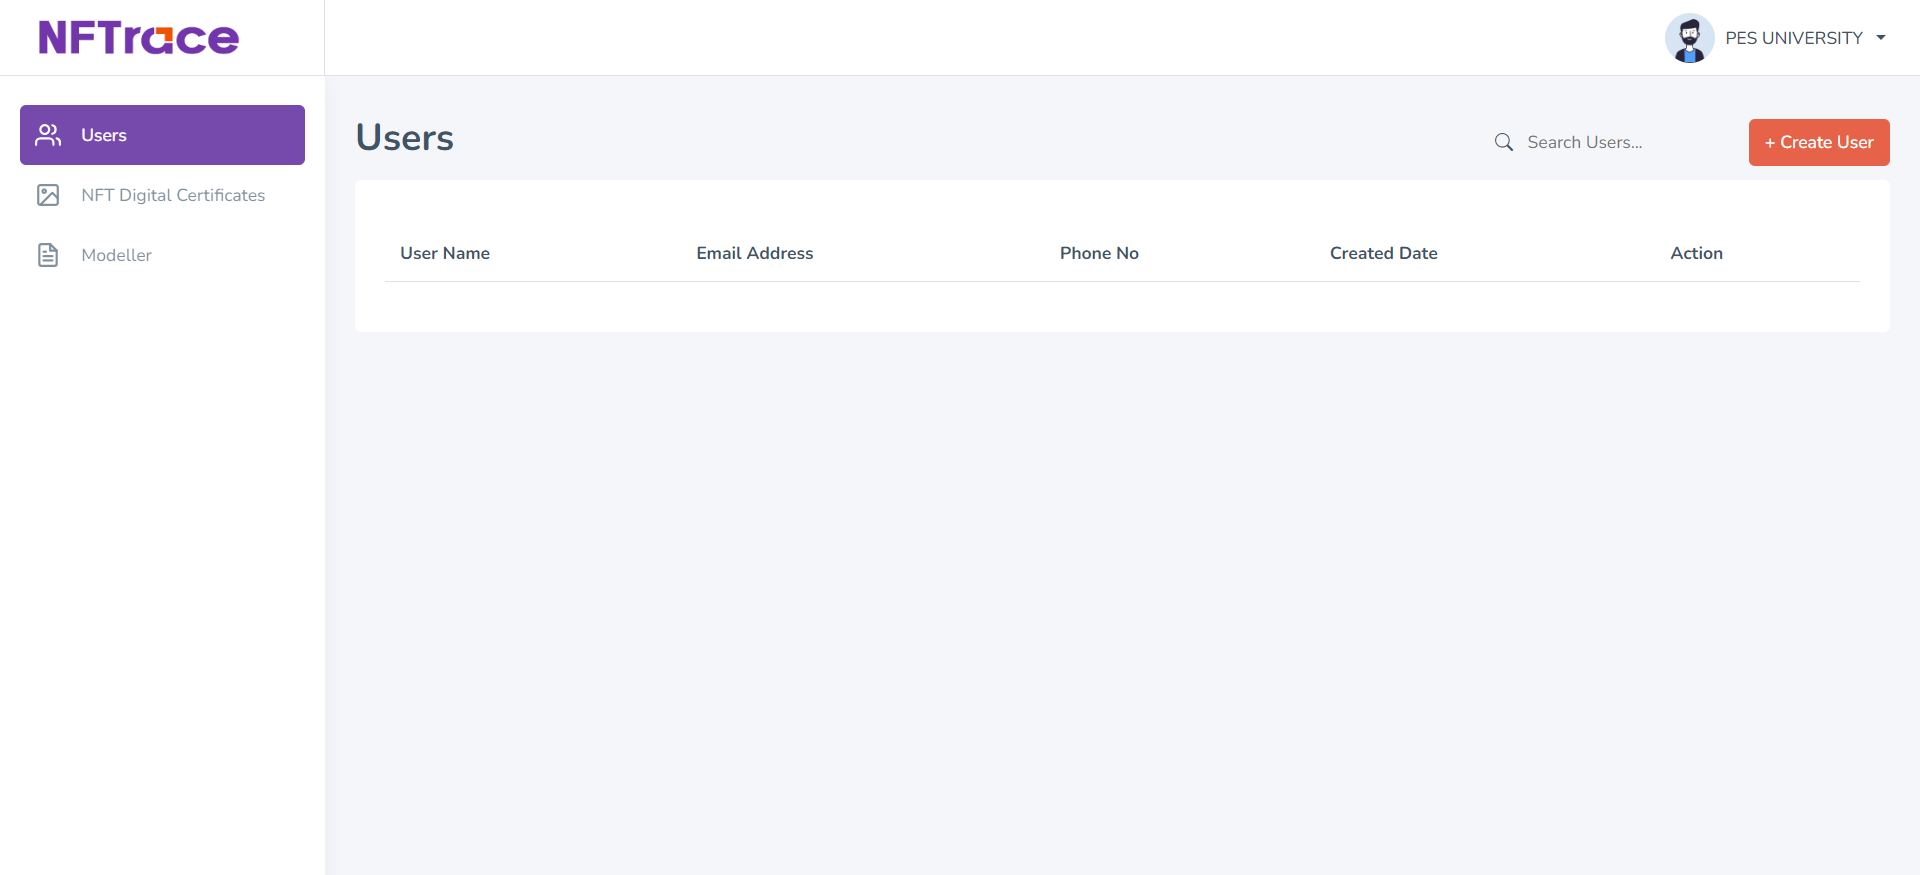 NFTrace
PES UNIVERSITY
Users
NFT Digital Certificates
Modeller
Users
Search Users...
+ Create User
User Name Email Address Phone No Created Date Action